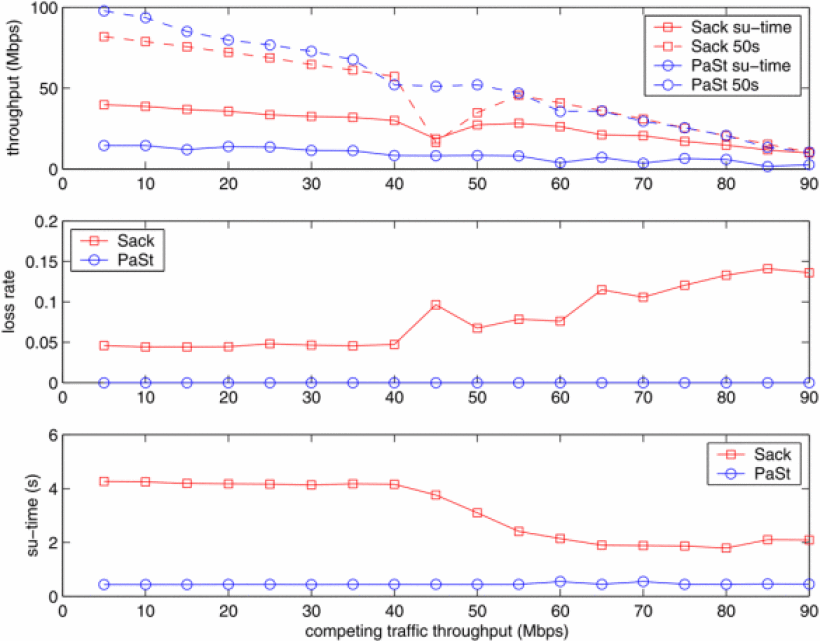 100
50
0
throughput (Mbps)
Sack su-time
Sack 50s
PaSt su-time
PaSt 50s
0 10 20 30 40 50 60 70 80 90
0.2
0.15
0.1
0.05
0
loss rate
Sack
PaSt
0 10 20 30 40 50 60 70 80 90
6
4
2
0
su-time (s)
Sack
PaSt
0 10 20 30 40 50 60 70 80 90
competing traffic throughput (Mbps)